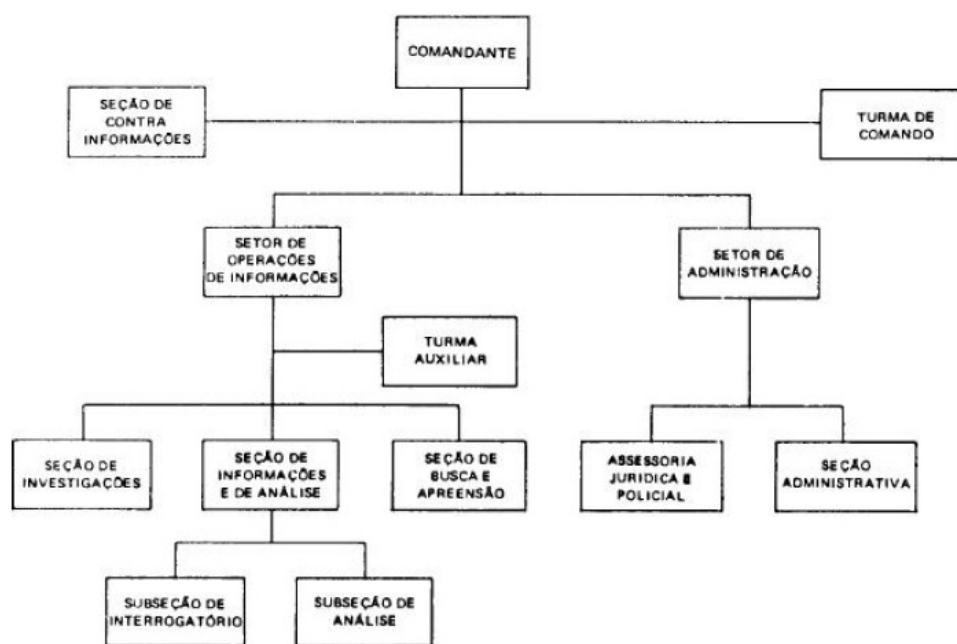 COMANDANTE
SEÇÃO DE
CONTRA
INFORMAÇÕES
TURMA DE
COMANDO
SETOR DE
OPERAÇÕES
DE INFORMAÇÕES
SETOR DE
ADMINISTRAÇÃO
TURMA
AUXILIAR
SEÇÃO DE
INVESTIGAÇÕES
SEÇÃO DE
INFORMAÇÕES
E DE ANÁLISE
SEÇÃO DE
BUSCA E
APREENSÃO
ASSESSORIA
JURÍDICA E
POLICIAL
SEÇÃO
ADMINISTRATIVA
SUBSEÇÃO DE
INTERROGATÓRIO
SUBSEÇÃO DE
ANÁLISE